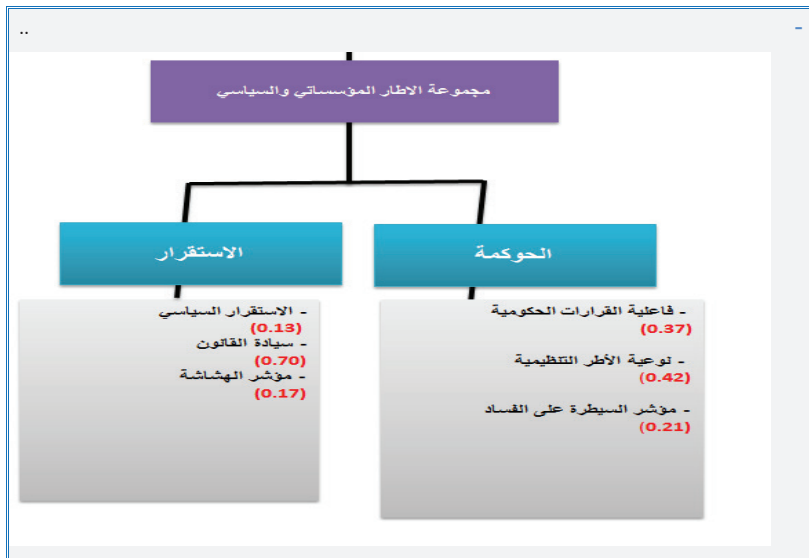 ..
-
مجموعة الاطار المؤسساتي والسياسي
الحوكمة
- فاعلية القرارات الحكومية
(0.37)
- نوعية الأطر التنظيمية
(0.42)
- مؤشر السيطرة على الفساد
(0.21)
الاستقرار
- الاستقرار السياسي
(0.13)
- سيادة القانون
(0.70)
- مؤشر الهشاشة
(0.17)